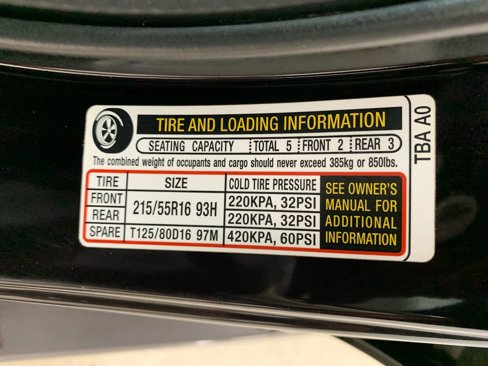 TIRE AND LOADING INFORMATION
SEATING CAPACITY TOTAL 5 FRONT 2 REAR 3
The combined weight of occupants and cargo should never exceed 385kg or 850lbs.
TIRE SIZE COLD TIRE PRESSURE
FRONT 215/55R16 93H 220KPA, 32PSI
REAR 220KPA, 32PSI
SPARE T125/80D16 97M 420KPA, 60PSI
SEE OWNER'S
MANUAL FOR
ADDITIONAL
INFORMATION
TBA A0